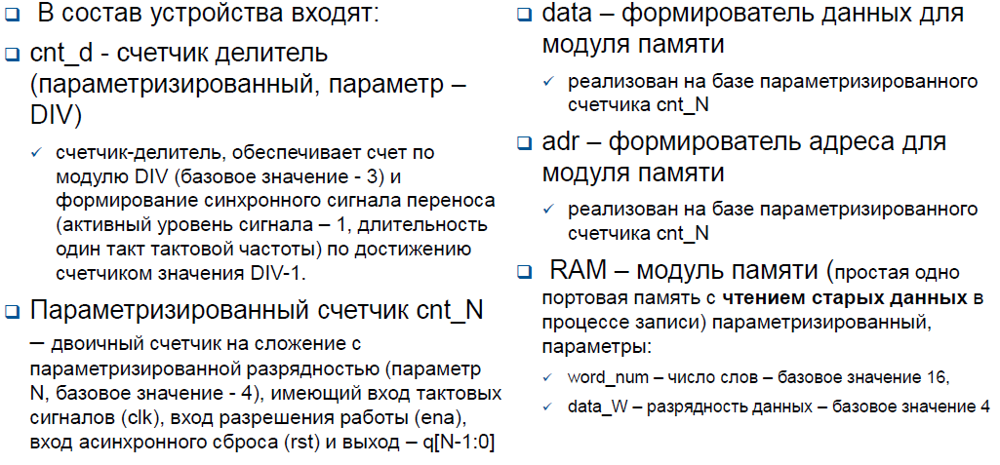 В состав устройства входят:
cnt_d - счетчик делитель
(параметризированный, параметр –
DIV)
счетчик-делитель, обеспечивает счет по
модулю DIV (базовое значение - 3) и
формирование синхронного сигнала переноса
(активный уровень сигнала – 1, длительность
один такт тактовой частоты) по достижению
счетчиком значения DIV-1.
Параметризированный счетчик cnt_N
– двоичный счетчик на сложение с
параметризированной разрядностью (параметр
N, базовое значение - 4), имеющий вход тактовых
сигналов (clk), вход разрешения работы (ena),
вход асинхронного сброса (rst) и выход – q[N-1:0]
data – формирователь данных для
модуля памяти
реализован на базе параметризированного
счетчика cnt_N
adr – формирователь адреса для
модуля памяти
реализован на базе параметризированного
счетчика cnt_N
RAM – модуль памяти (простая одно
портовая память с чтением старых данных в
процессе записи) параметризированный,
параметры:
word_num – число слов – базовое значение 16,
data_W – разрядность данных – базовое значение 4